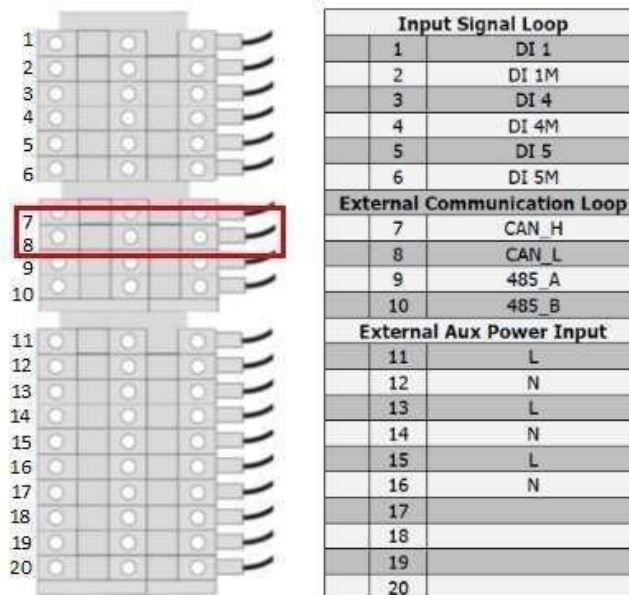 1
2
3
4
5
6
7
8
9
10
11
12
13
14
15
16
17
18
19
20
Input Signal Loop
1 DI 1
2 DI 1M
3 DI 4
4 DI 4M
5 DI 5
6 DI 5M
External Communication Loop
7 CAN_H
8 CAN_L
9 485_A
10 485_B
External Aux Power Input
11 L
12 N
13 L
14 N
15 L
16 N
17
18
19
20